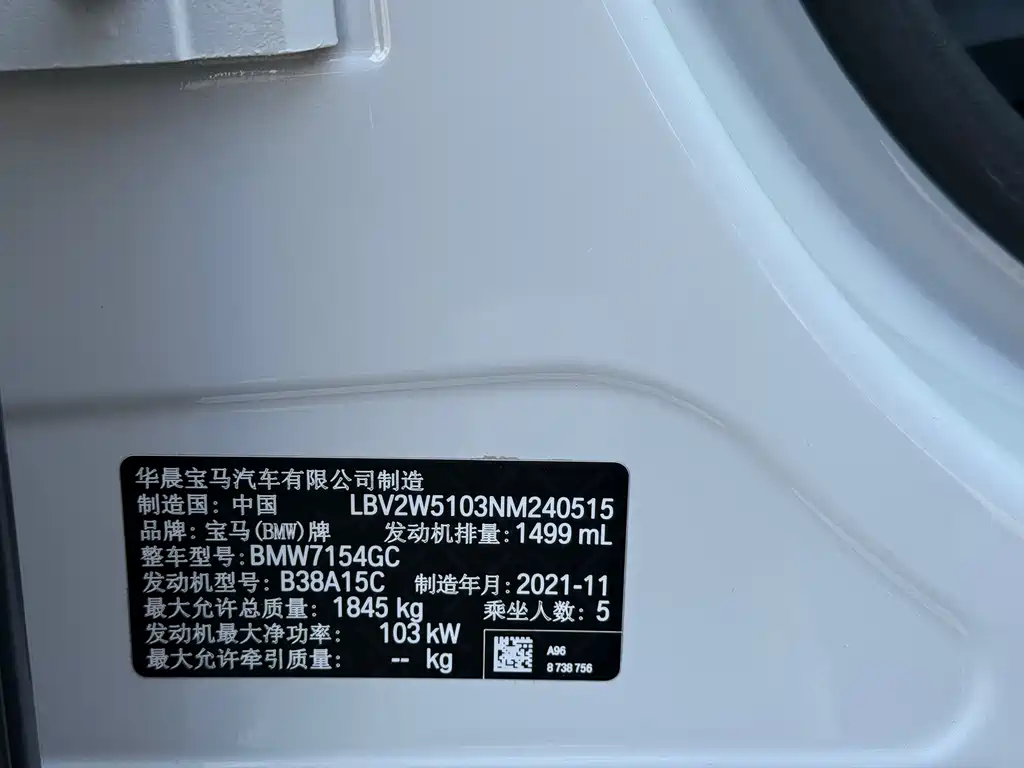 华晨宝马汽车有限公司制造
制造国：中国 LBV2W5103NM240515
品牌：宝马(BMW)牌 发动机排量：1499 mL
整车型号：BMW7154GC
发动机型号：B38A15C 制造年月：2021-11
最大允许总质量：1845 kg 乘坐人数：5
发动机最大净功率： 103 kW
最大允许牵引质量： -- kg
A96
8 738 756